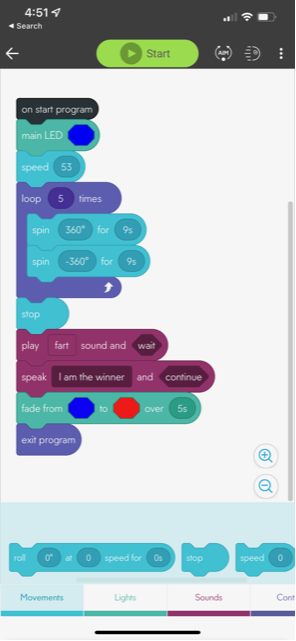 4:51
◂ Search
Start
AIM
on start program
main LED
speed 53
loop 5 times
spin 360° for 9s
spin -360° for 9s
stop
play fart sound and wait
speak I am the winner and continue
fade from to over 5s
exit program
roll 0° at 0 speed for 0s stop speed 0
Movements Lights Sounds Cont